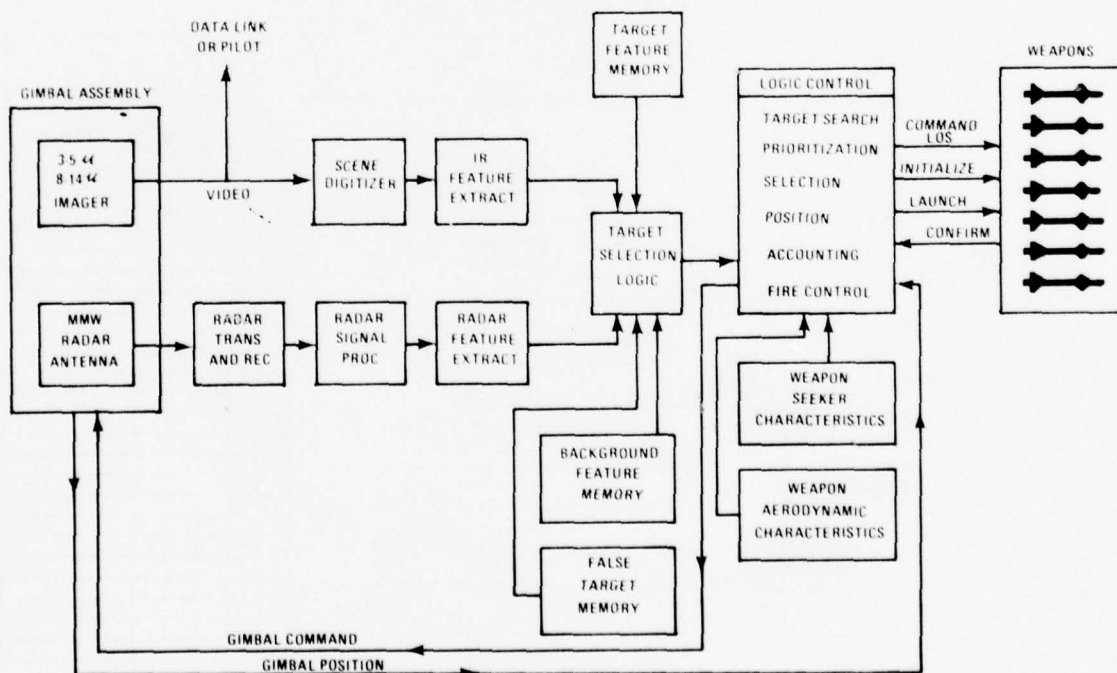 DATA LINK
OR PILOT
TARGET
FEATURE
MEMORY
WEAPONS
GIMBAL ASSEMBLY
LOGIC CONTROL
TARGET SEARCH
PRIORITIZATION
SELECTION
POSITION
ACCOUNTING
FIRE CONTROL
COMMAND
LOS
INITIALIZE
LAUNCH
CONFIRM
3-5 µ
8-14 µ
IMAGER
VIDEO
SCENE
DIGITIZER
IR
FEATURE
EXTRACT
TARGET
SELECTION
LOGIC
MMW
RADAR
ANTENNA
RADAR
TRANS
AND REC
RADAR
SIGNAL
PROC
RADAR
FEATURE
EXTRACT
WEAPON
SEEKER
CHARACTERISTICS
BACKGROUND
FEATURE
MEMORY
WEAPON
AERODYNAMIC
CHARACTERISTICS
FALSE
TARGET
MEMORY
GIMBAL COMMAND
GIMBAL POSITION